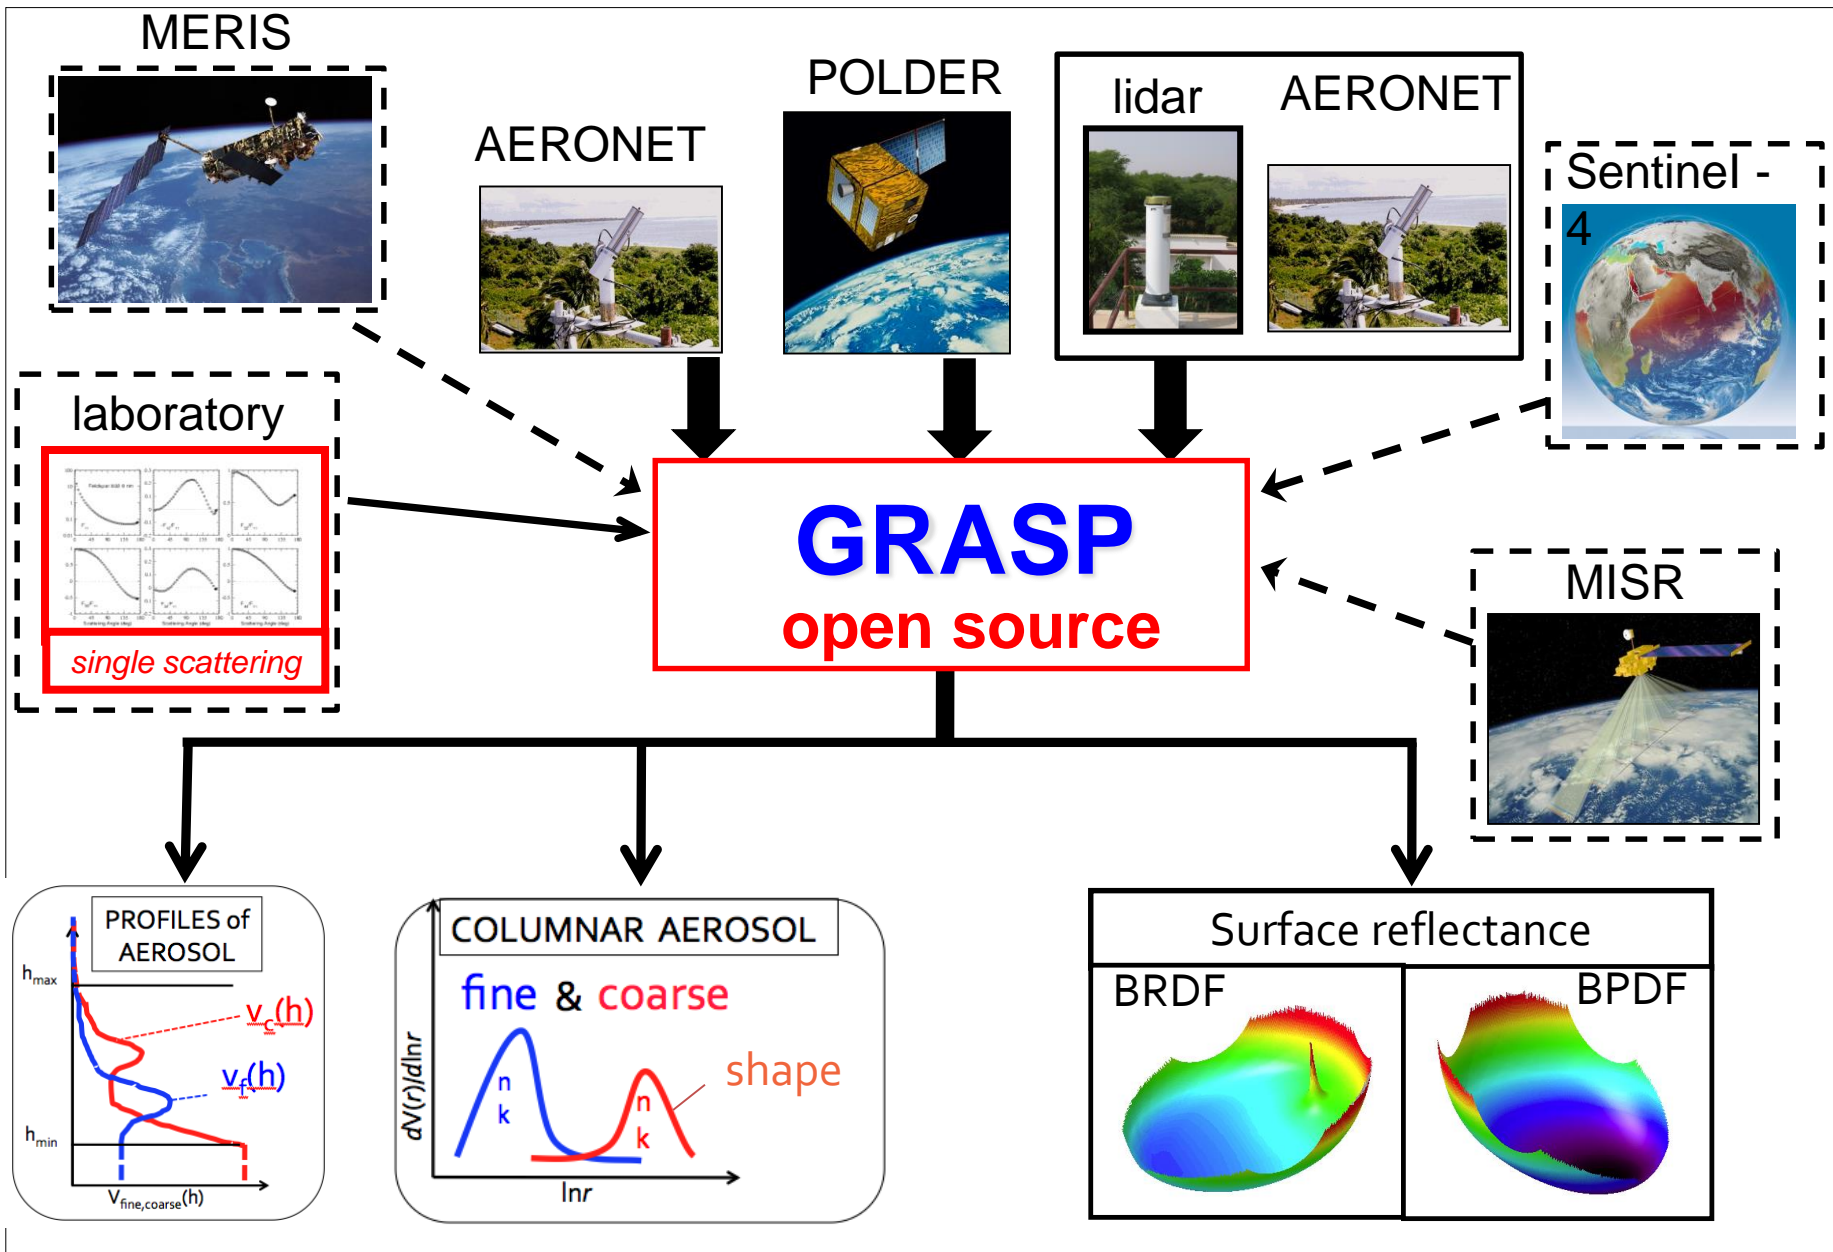 MERIS
AERONET
POLDER
lidar
AERONET
Sentinel -
4
laboratory
single scattering
GRASP
open source
MISR
PROFILES of
AEROSOL
hmax
vc(h)
vf(h)
hmin
Vfine,coarse(h)
COLUMNAR AEROSOL
fine & coarse
dV(r)/dlnr
n
k
n
k
shape
lnr
Surface reflectance
BRDF
BPDF